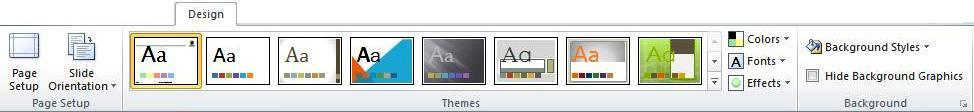 Design
Page Setup
Slide Orientation
Page Setup
Aa Aa Aa Aa Aa Aa Aa Aa
Themes
Colors
Fonts
Effects
Background Styles
Hide Background Graphics
Background